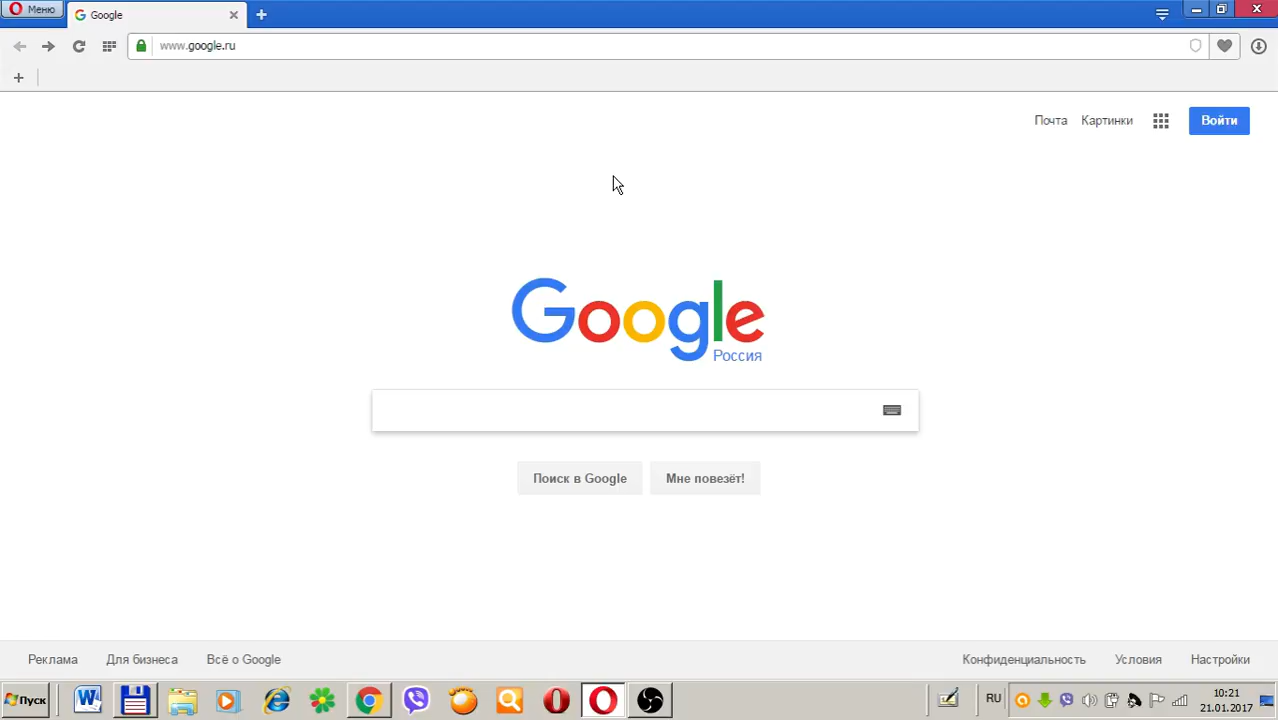 Меню
Google
www.google.ru
Почта Картинки Войти
Google
Россия
Поиск в Google Мне повезёт!
Реклама Для бизнеса Всё о Google Конфиденциальность Условия Настройки
Пуск RU 10:21
21.01.2017